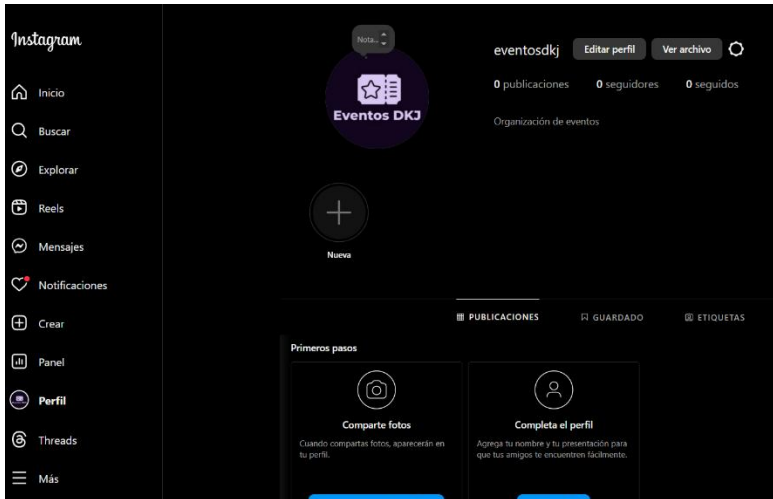 Instagram
Inicio
Buscar
Explorar
Reels
Mensajes
Notificaciones
Crear
Panel
Perfil
Threads
Más
Nota...
Eventos DKJ
eventosdkj Editar perfil Ver archivo
0 publicaciones 0 seguidores 0 seguidos
Organización de eventos
Nueva
PUBLICACIONES GUARDADO ETIQUETAS
Primeros pasos
Comparte fotos
Cuando compartas fotos, aparecerán en
tu perfil.
Completa el perfil
Agrega tu nombre y tu presentación para
que tus amigos te encuentren fácilmente.